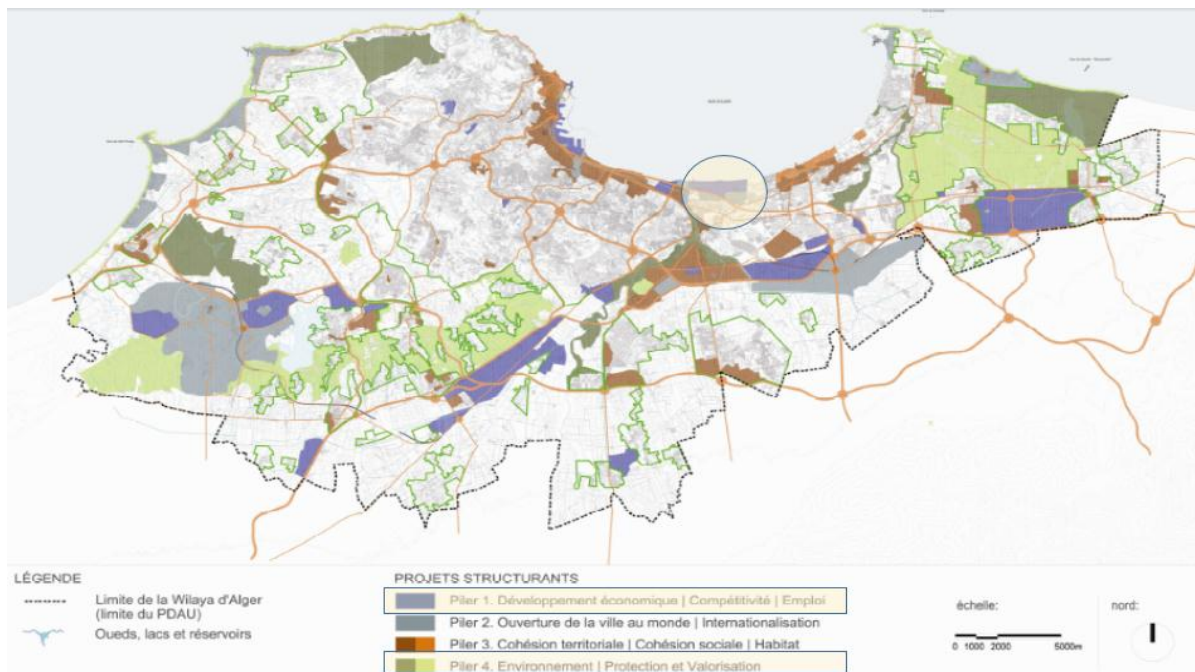 LÉGENDE
Limite de la Wilaya d'Alger
(limite du PDAU)
Oueds, lacs et réservoirs
PROJETS STRUCTURANTS
Piler 1. Développement économique | Compétitivité | Emploi
Piler 2. Ouverture de la ville au monde | Internationalisation
Piler 3. Cohésion territoriale | Cohésion sociale | Habitat
Piler 4. Environnement | Protection et Valorisation
échelle:
0 1000 2000 5000m
nord: